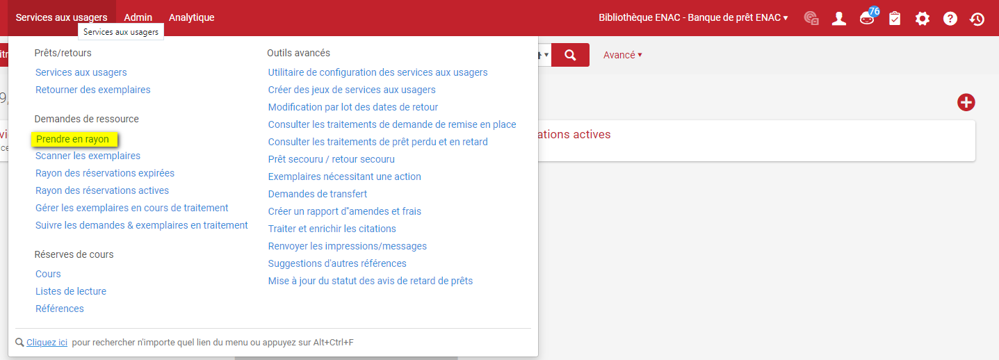 Services aux usagers Admin Analytique Bibliothèque ENAC - Banque de prêt ENAC
76
Services aux usagers
Avancé
Prêts/retours
Services aux usagers
Retourner des exemplaires
Demandes de ressource
Prendre en rayon
Scanner les exemplaires
Rayon des réservations expirées
Rayon des réservations actives
Gérer les exemplaires en cours de traitement
Suivre les demandes & exemplaires en traitement
Réserves de cours
Cours
Listes de lecture
Références
Outils avancés
Utilitaire de configuration des services aux usagers
Créer des jeux de services aux usagers
Modification par lot des dates de retour
Consulter les traitements de demande de remise en place
Consulter les traitements de prêt perdu et en retard
Prêt secouru / retour secouru
Exemplaires nécessitant une action
Demandes de transfert
Créer un rapport d''amendes et frais
Traiter et enrichir les citations
Renvoyer les impressions/messages
Suggestions d'autres références
Mise à jour du statut des avis de retard de prêts
actives
Cliquez ici pour rechercher n'importe quel lien du menu ou appuyez sur Alt+Ctrl+F